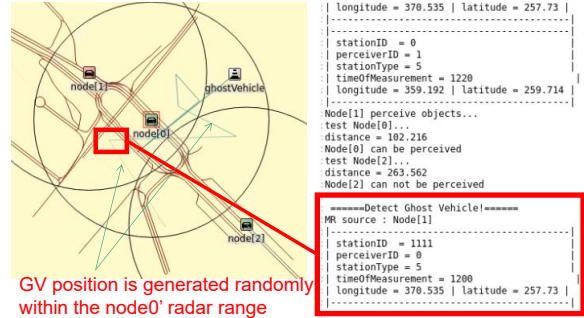 node[1]
ghostVehicle
node[0]
node[2]
GV position is generated randomly
within the node0' radar range
| longitude = 370.535 | latitude = 257.73 |
|---------------------------------------------|
|---------------------------------------------|
| stationID = 0
| perceiverID = 1
| stationType = 5
| timeOfMeasurement = 1220 |
| longitude = 359.192 | latitude = 259.714 |
|---------------------------------------------|
Node[1] perceive objects...
test Node[0]...
distance = 102.216
Node[0] can be perceived
test Node[2]...
distance = 263.562
Node[2] can not be perceived
======Detect Ghost Vehicle!======
MR source : Node[1]
|---------------------------------------------|
| stationID = 1111
| perceiverID = 0
| stationType = 5
| timeOfMeasurement = 1200 |
| longitude = 370.535 | latitude = 257.73 |
|---------------------------------------------|